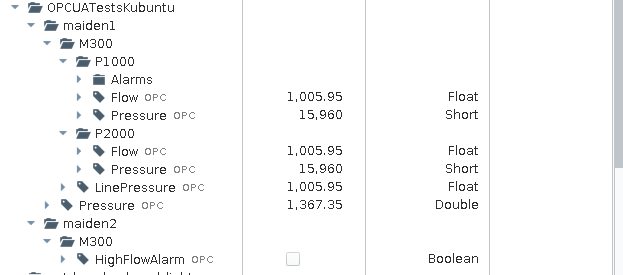 OPCUATestsKubuntu
maiden1
M300
P1000
Alarms
Flow OPC 1,005.95 Float
Pressure OPC 15,960 Short
P2000
Flow OPC 1,005.95 Float
Pressure OPC 15,960 Short
LinePressure OPC 1,005.95 Float
Pressure OPC 1,367.35 Double
maiden2
M300
HighFlowAlarm OPC Boolean